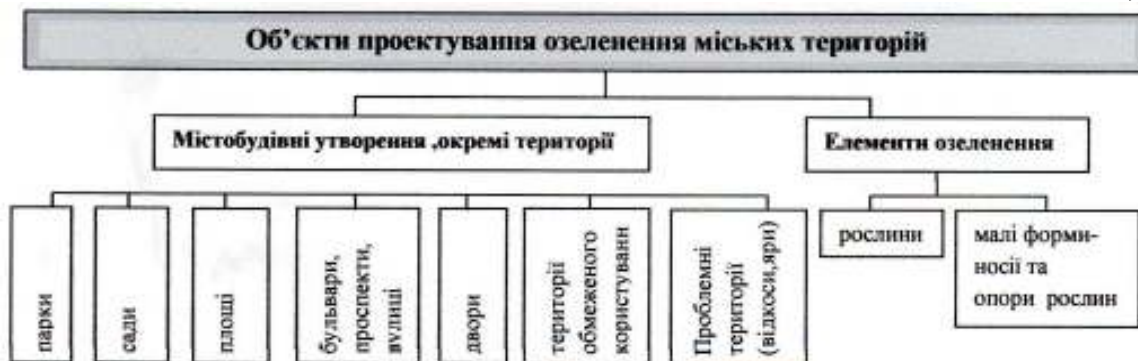 Об’єкти проектування озеленення міських територій
Містобудівні утворення ,окремі території
Елементи озеленення
парки
сади
площі
бульвари,
проспекти,
вулиці
двори
території
обмеженого
користуванн
Проблемні
території
(відкоси,яри)
рослини
малі форми-
носії та
опори рослин